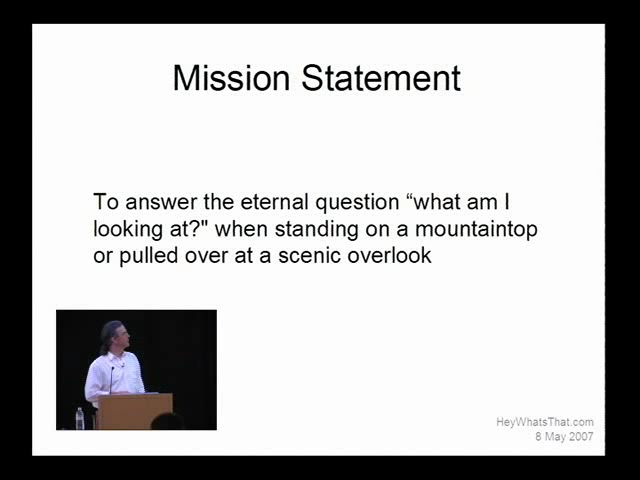 Mission Statement
To answer the eternal question “what am I
looking at?" when standing on a mountaintop
or pulled over at a scenic overlook
HeyWhatsThat.com
8 May 2007